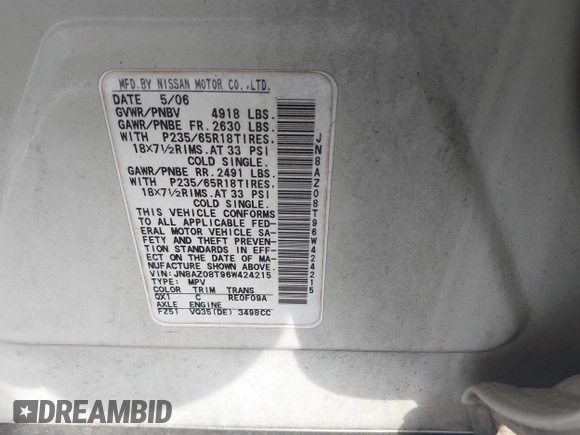 MFD.BY NISSAN MOTOR CO.,LTD.
DATE 5/06
GVWR/PNBV 4918 LBS.
GAWR/PNBE FR.2630 LBS.
WITH P235/65R18TIRES.
18X7½RIMS.AT 33 PSI
COLD SINGLE.
GAWR/PNBE RR.2491 LBS.
WITH P235/65R18TIRES.
18X7½RIMS.AT 33 PSI
COLD SINGLE.
THIS VEHICLE CONFORMS
TO ALL APPLICABLE FED-
ERAL MOTOR VEHICLE SA-
FETY AND THEFT PREVEN-
TION STANDARDS IN EFF-
ECT ON THE DATE OF MA-
NUFACTURE SHOWN ABOVE.
VIN:JN8AZ08T96W424215
TYPE: MPV
COLOR TRIM TRANS
QX1 C RE0F09A
AXLE ENGINE
FZ51 VQ35(DE) 3498CC
JN8AZ08T96W424215
DREAMBID